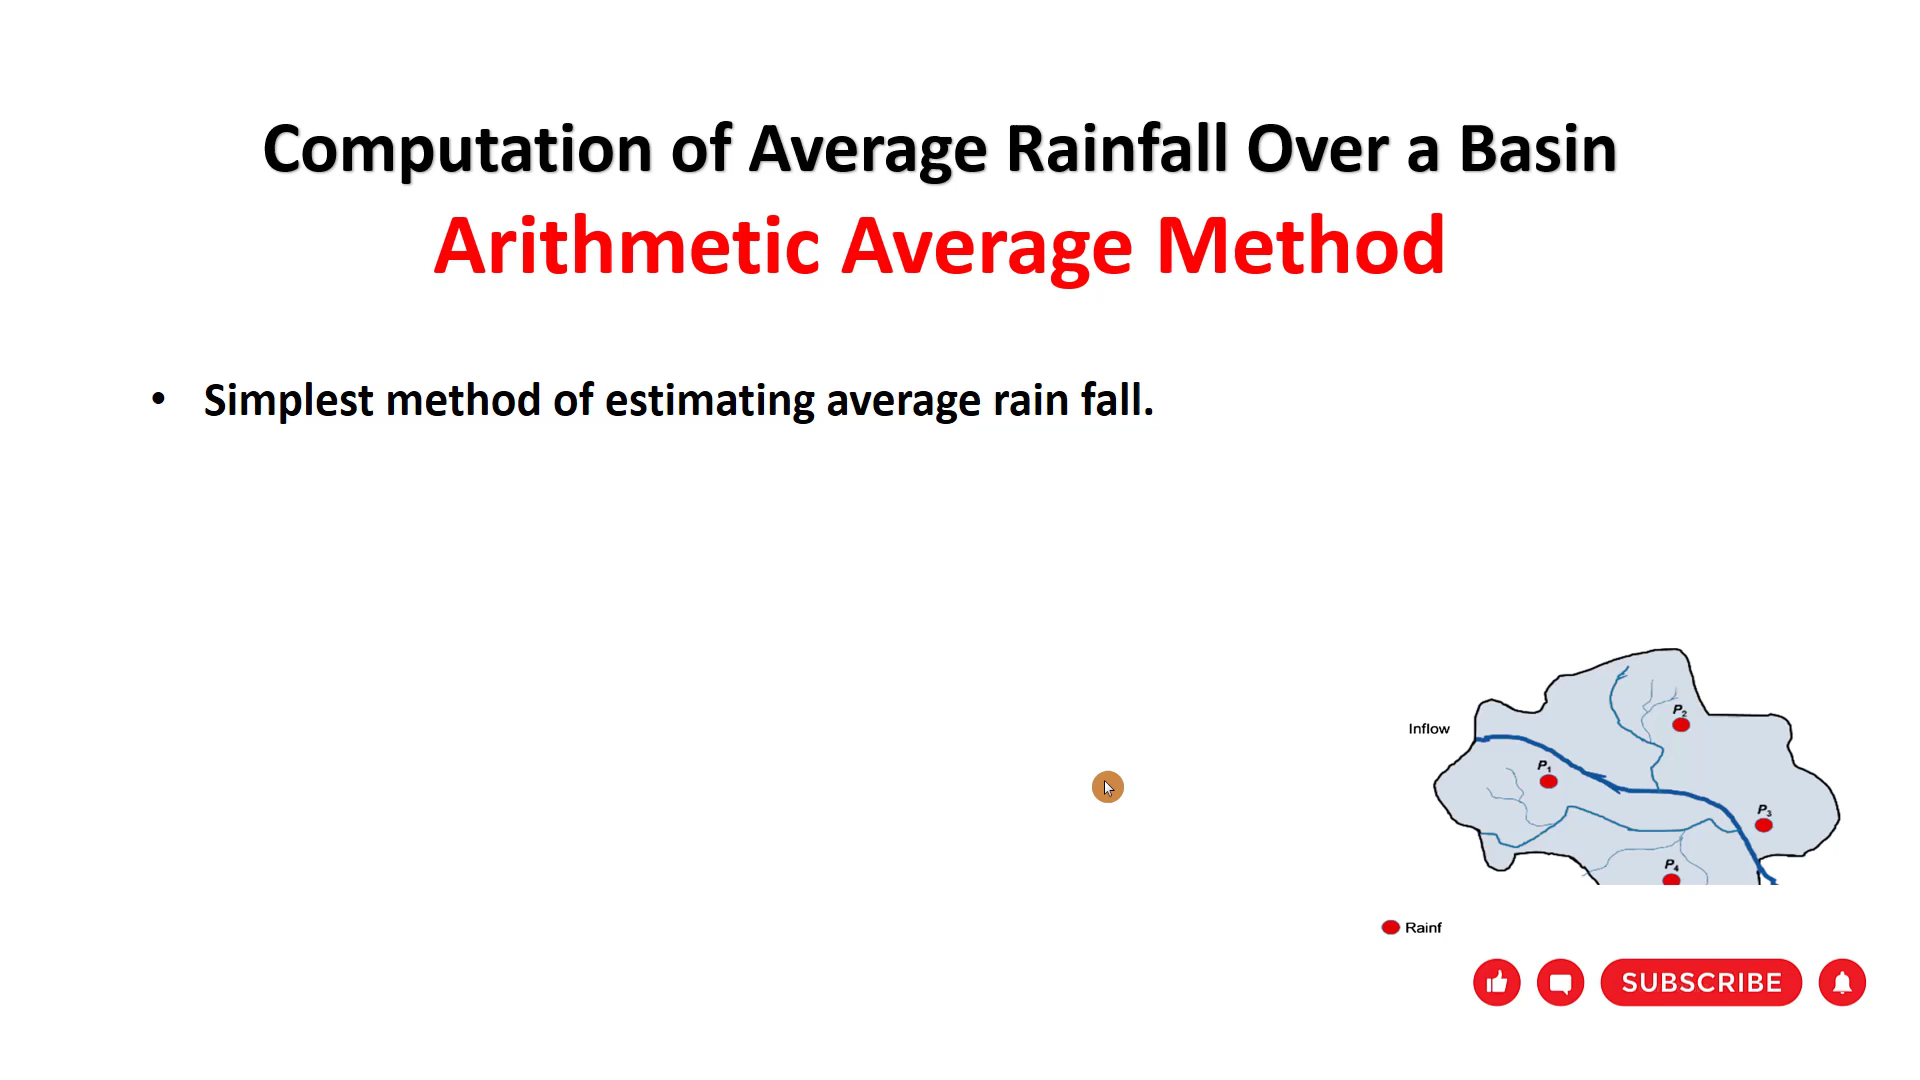 Computation of Average Rainfall Over a Basin
Arithmetic Average Method
• Simplest method of estimating average rain fall.
P2
Inflow
P1
P3
P4
Rainf
SUBSCRIBE